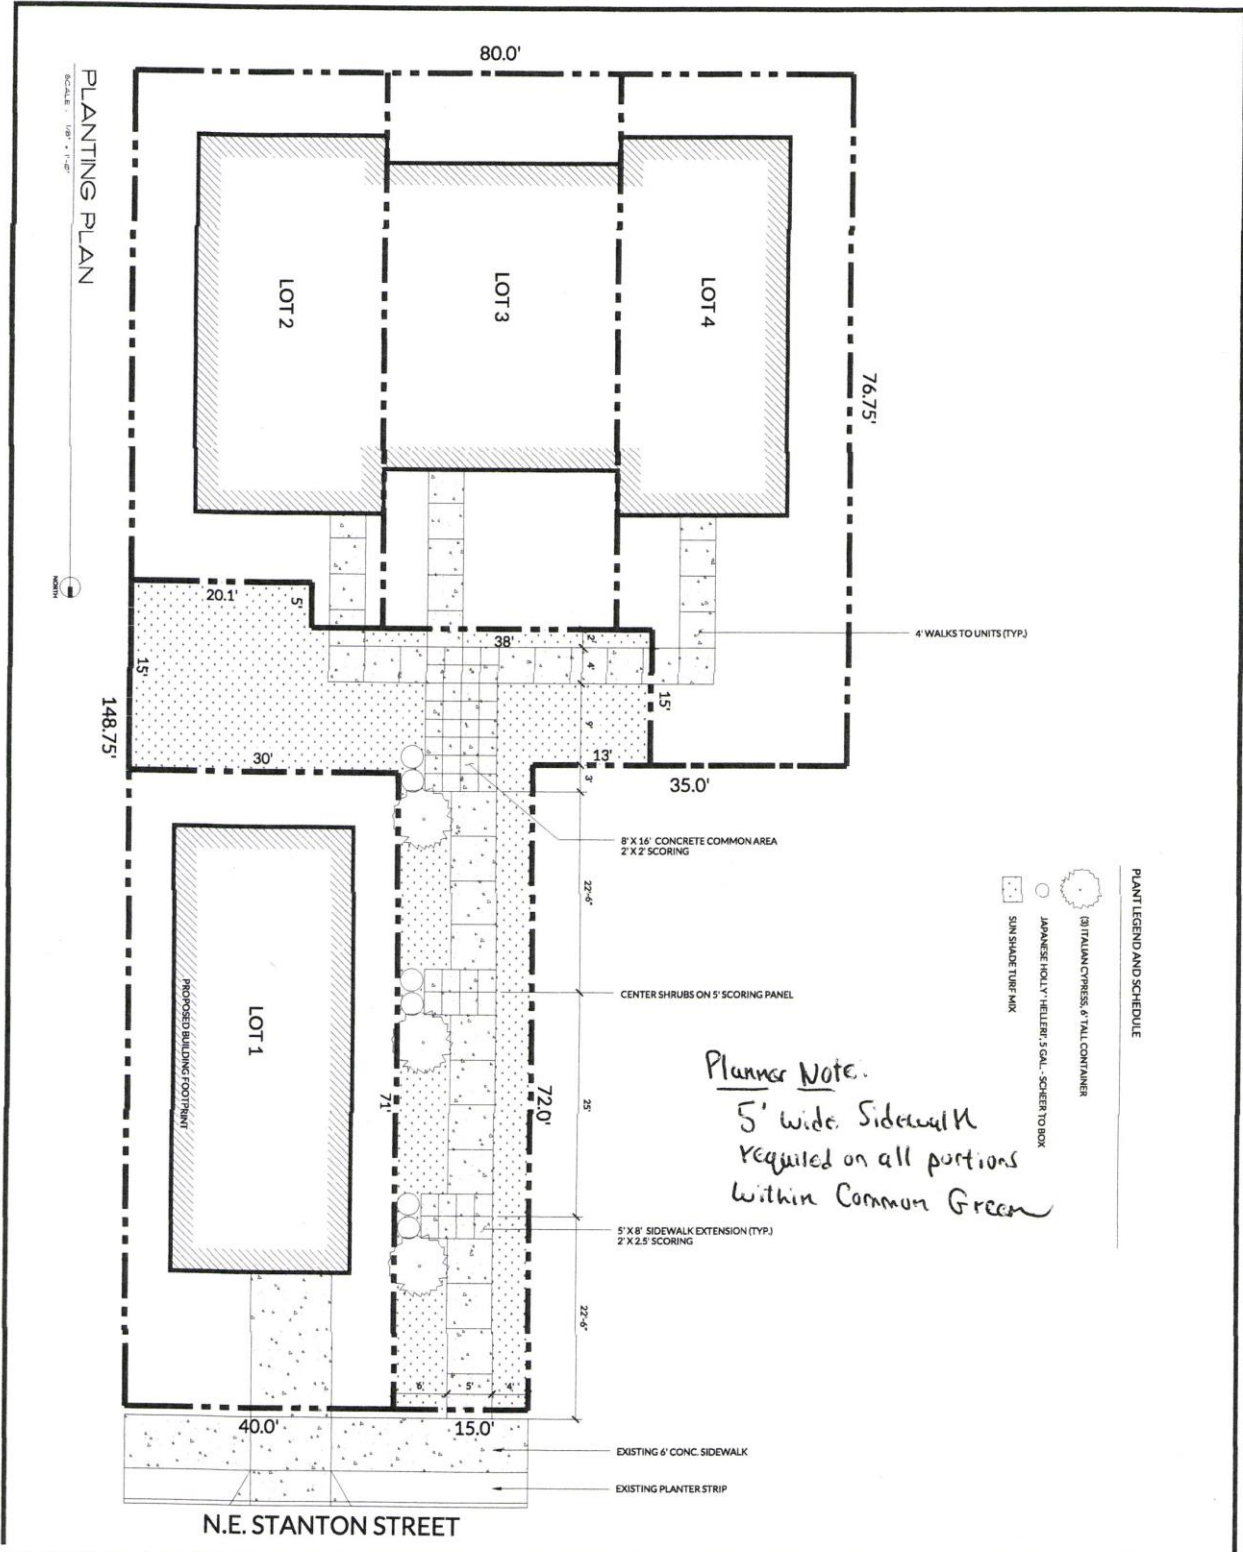 80.0'
PLANTING PLAN
SCALE : 1/8" = 1'-0"
NORTH
LOT 2
LOT 3
LOT 4
76.75'
20.1'
5'
38'
2'
4'
4' WALKS TO UNITS (TYP.)
15'
15'
9'
148.75'
30'
13'
3'
35.0'
8' X 16' CONCRETE COMMON AREA
2' X 2' SCORING
PLANT LEGEND AND SCHEDULE
(3) ITALIAN CYPRESS, 6' TALL CONTAINER
JAPANESE HOLLY 'HELLERI', 5 GAL - SCHEER TO BOX
SUN SHADE TURF MIX
22'-6"
CENTER SHRUBS ON 5' SCORING PANEL
LOT 1
PROPOSED BUILDING FOOTPRINT
71'
72.0'
25'
Planner Note:
5' wide Sidewalk
required on all portions
within Common Green
5' X 8' SIDEWALK EXTENSION (TYP.)
2' X 2.5' SCORING
22'-6"
6'
5'
4'
40.0'
15.0'
EXISTING 6' CONC. SIDEWALK
EXISTING PLANTER STRIP
N.E. STANTON STREET